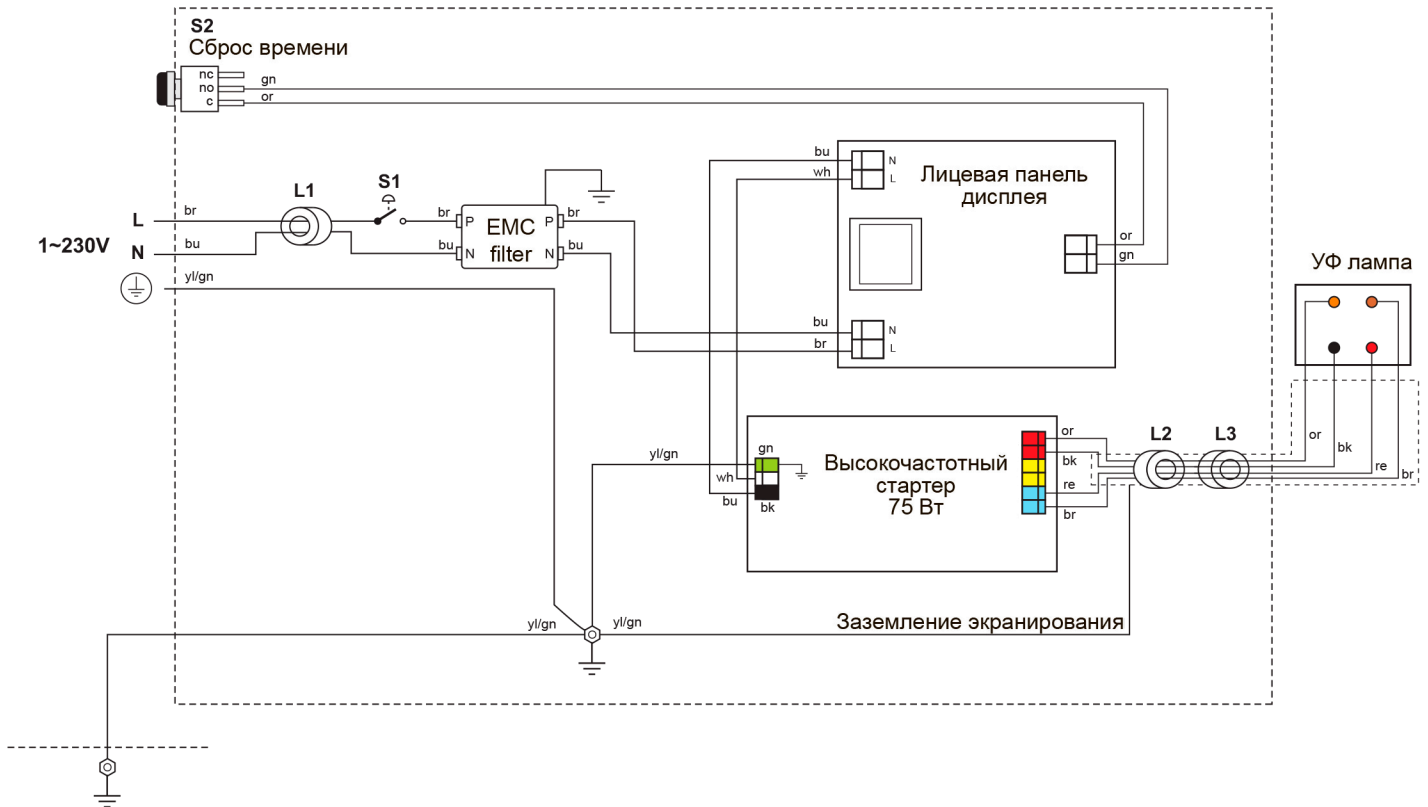 S2
Сброс времени
nc
no
c
gn
or
L1
S1
L
br
1~230V
N
bu
yl/gn
br
bu
P
N
EMC
filter
P
N
br
bu
bu
wh
N
L
Лицевая панель
дисплея
or
gn
bu
br
N
L
УФ лампа
or
bk
re
br
L2
L3
yl/gn
gn
wh
bu
bk
Высокочастотный
стартер
75 Вт
or
bk
re
br
yl/gn
yl/gn
Заземление экранирования